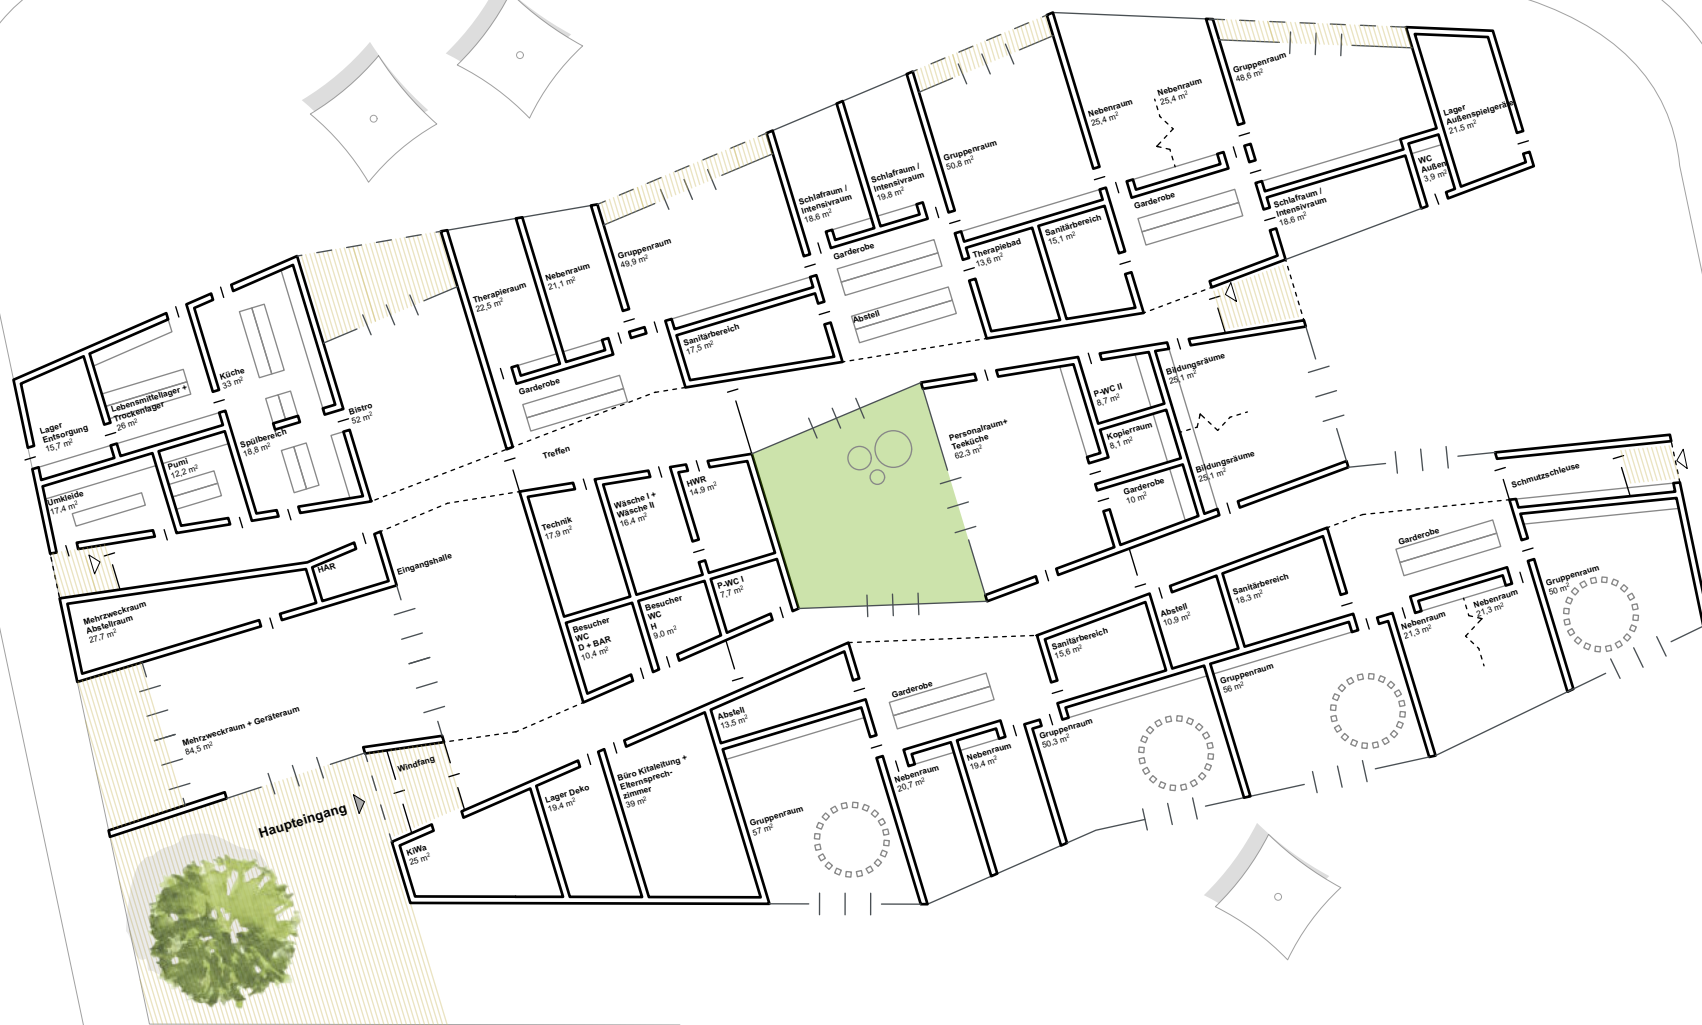 Gruppenraum
48,6 m²
Lager
Außenspielgeräte
21,5 m²
Nebenraum
25,4 m²
Nebenraum
25,4 m²
Gruppenraum
50,8 m²
WC
Außen
3,9 m²
Schlafraum /
Intensivraum
19,8 m²
Schlafraum /
Intensivraum
18,6 m²
Schlafraum /
Intensivraum
18,6 m²
Garderobe
Sanitärbereich
15,1 m²
Therapiebad
13,6 m²
Garderobe
Gruppenraum
49,9 m²
Nebenraum
21,1 m²
Therapieraum
22,5 m²
Abstell
Sanitärbereich
17,5 m²
Garderobe
Küche
33 m²
Bistro
52 m²
Lebensmittellager +
Trockenlager
26 m²
Lager
Entsorgung
15,7 m²
Spülbereich
18,8 m²
Pumi
12,2 m²
Umkleide
17,4 m²
Treffen
Bildungsräume
25,1 m²
P-WC II
8,7 m²
Kopierraum
8,1 m²
Personalraum+
Teeküche
62,3 m²
Bildungsräume
25,1 m²
Garderobe
10 m²
Schmutzschleuse
HWR
14,9 m²
Wäsche I +
Wäsche II
16,4 m²
Technik
17,9 m²
Eingangshalle
HAR
Mehrzweckraum
Abstellraum
27,7 m²
Garderobe
Gruppenraum
50 m²
Nebenraum
21,3 m²
Nebenraum
21,3 m²
Sanitärbereich
18,3 m²
Abstell
10,9 m²
Sanitärbereich
15,6 m²
P-WC I
7,7 m²
Besucher
WC
H
9,0 m²
Besucher
WC
D + BAR
10,4 m²
Gruppenraum
56 m²
Garderobe
Mehrzweckraum + Geräteraum
84,5 m²
Abstell
13,5 m²
Gruppenraum
50,3 m²
Nebenraum
19,4 m²
Nebenraum
20,7 m²
Windfang
Büro Kitaleitung +
Elternsprech-
zimmer
39 m²
Lager Deko
19,4 m²
Haupteingang
Gruppenraum
57 m²
KiWa
25 m²